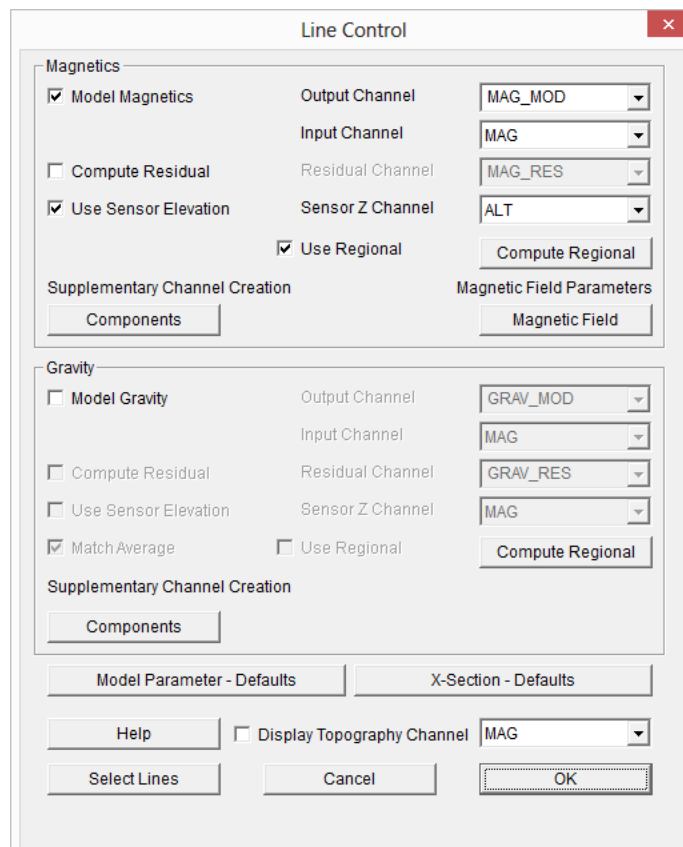 Line Control
Magnetics
Model Magnetics Output Channel MAG_MOD
Input Channel MAG
Compute Residual Residual Channel MAG_RES
Use Sensor Elevation Sensor Z Channel ALT
Use Regional Compute Regional
Supplementary Channel Creation Magnetic Field Parameters
Components Magnetic Field
Gravity
Model Gravity Output Channel GRAV_MOD
Input Channel MAG
Compute Residual Residual Channel GRAV_RES
Use Sensor Elevation Sensor Z Channel MAG
Match Average Use Regional Compute Regional
Supplementary Channel Creation
Components
Model Parameter - Defaults X-Section - Defaults
Help Display Topography Channel MAG
Select Lines Cancel OK